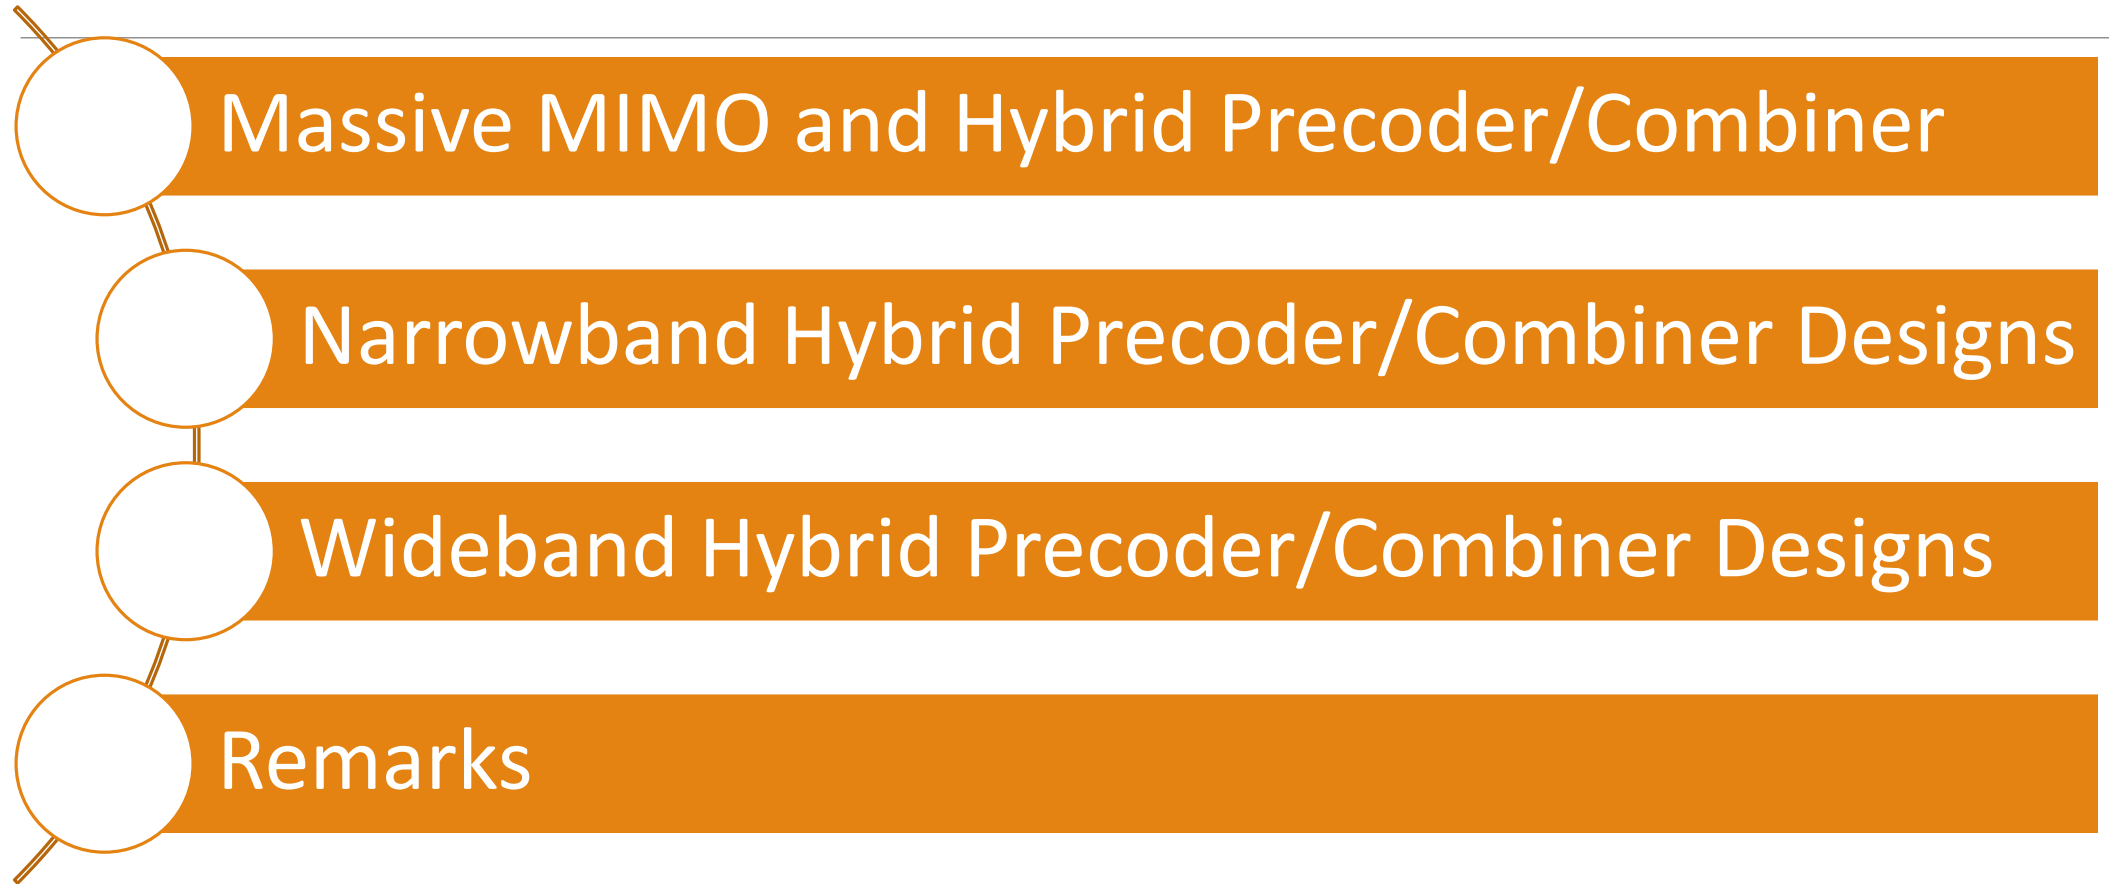 Massive MIMO and Hybrid Precoder/Combiner
Narrowband Hybrid Precoder/Combiner Designs
Wideband Hybrid Precoder/Combiner Designs
Remarks